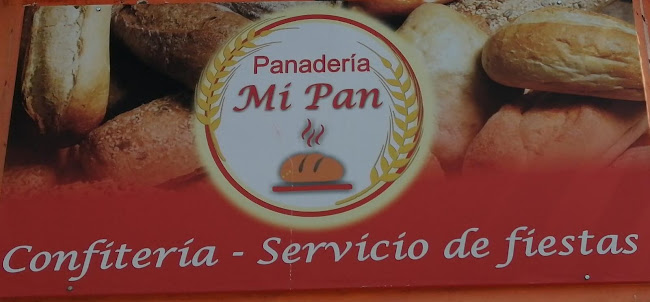 Panadería
Mi Pan
Confitería - Servicio de fiestas